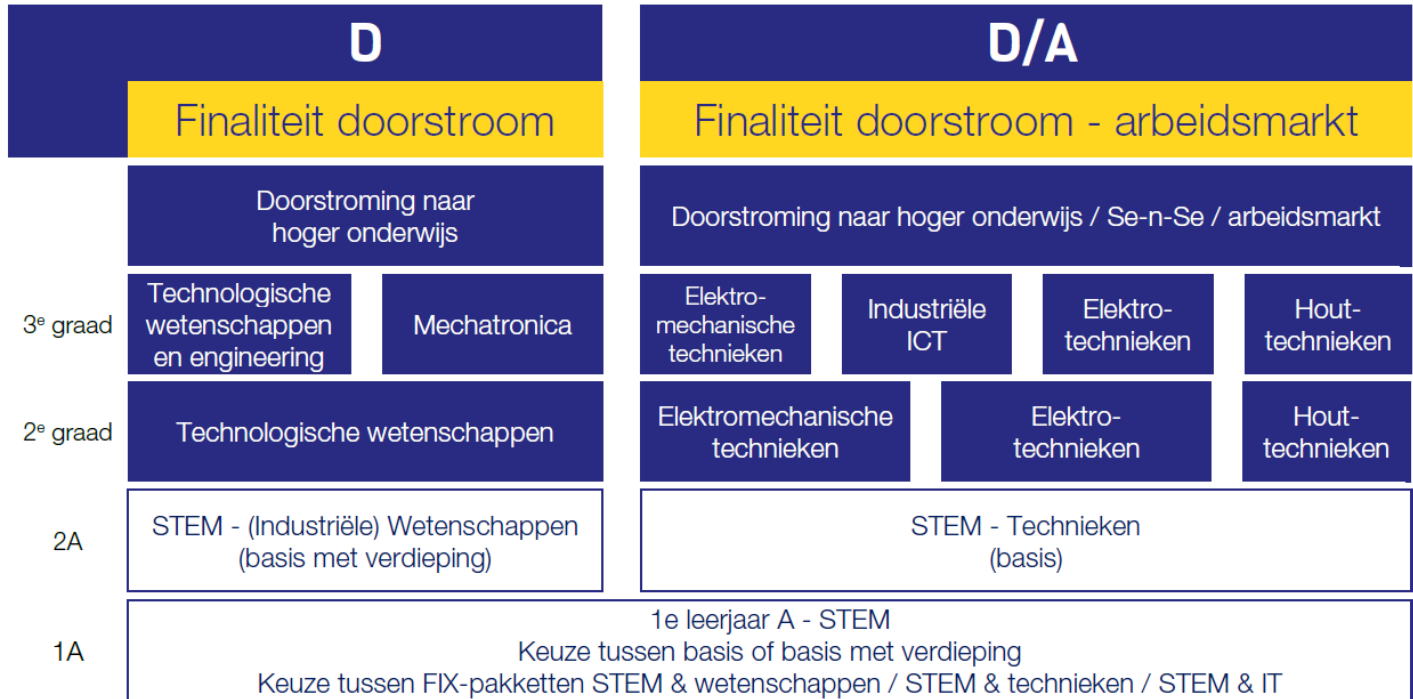 D
D/A
Finaliteit doorstroom
Finaliteit doorstroom - arbeidsmarkt
Doorstroming naar
hoger onderwijs
Doorstroming naar hoger onderwijs / Se-n-Se / arbeidsmarkt
3e graad
Technologische
wetenschappen
en engineering
Mechatronica
Elektro-
mechanische
technieken
Industriële
ICT
Elektro-
technieken
Hout-
technieken
2e graad
Technologische wetenschappen
Elektromechanische
technieken
Elektro-
technieken
Hout-
technieken
2A
STEM - (Industriële) Wetenschappen
(basis met verdieping)
STEM - Technieken
(basis)
1A
1e leerjaar A - STEM
Keuze tussen basis of basis met verdieping
Keuze tussen FIX-pakketten STEM & wetenschappen / STEM & technieken / STEM & IT